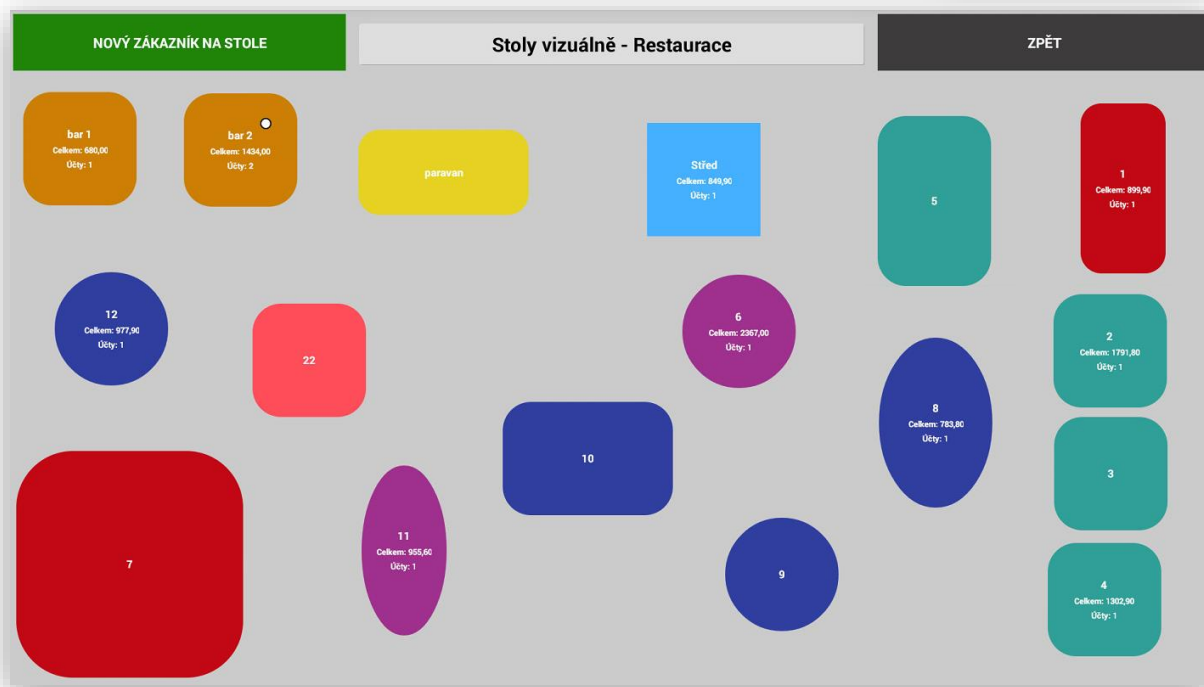 NOVÝ ZÁKAZNÍK NA STOLE
Stoly vizuálně - Restaurace
ZPĚT
bar 1
Celkem: 680,00
Účty: 1
bar 2
Celkem: 1434,00
Účty: 2
paravan
Střed
Celkem: 849,90
Účty: 1
5
1
Celkem: 899,90
Účty: 1
12
Celkem: 977,90
Účty: 1
22
6
Celkem: 2367,00
Účty: 1
2
Celkem: 1791,80
Účty: 1
8
Celkem: 783,80
Účty: 1
10
3
7
11
Celkem: 955,60
Účty: 1
9
4
Celkem: 1302,90
Účty: 1